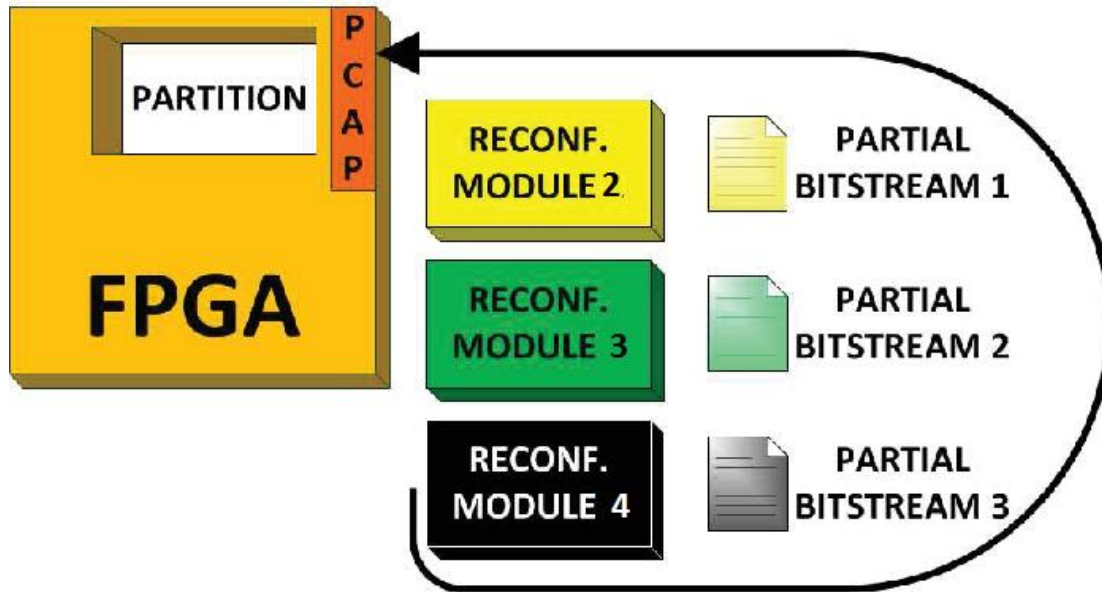 PARTITION
P
C
A
P
FPGA
RECONF.
MODULE 2
PARTIAL
BITSTREAM 1
RECONF.
MODULE 3
PARTIAL
BITSTREAM 2
RECONF.
MODULE 4
PARTIAL
BITSTREAM 3